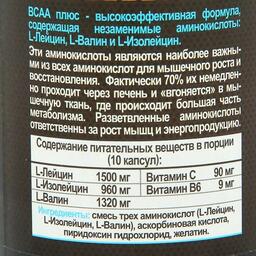 ВСАА плюс - высокоэффективная формула,
содержащая незаменимые аминокислоты:
L-Лейцин, L-Валин и L-Изолейцин.
Эти аминокислоты являются наиболее важны-
ми из всех аминокислот для мышечного роста и
восстановления. Фактически 70% их немедлен-
но проходит через печень и «вгоняется» в мыш-
ечную ткань, где происходит большая часть
метаболизма. Разветвленные аминокислоты
ответственны за рост мышц и энергопродукцию.
Содержание питательных веществ в порции
(10 капсул):
L-Лейцин 1500 мг Витамин С 90 мг
L-Изолейцин 960 мг Витамин В6 9 мг
L-Валин 1320 мг
Ингредиенты: смесь трех аминокислот (L-Лейцин,
L-Изолейцин, L-Валин), аскорбиновая кислота,
пиридоксин гидрохлорид, желатин.